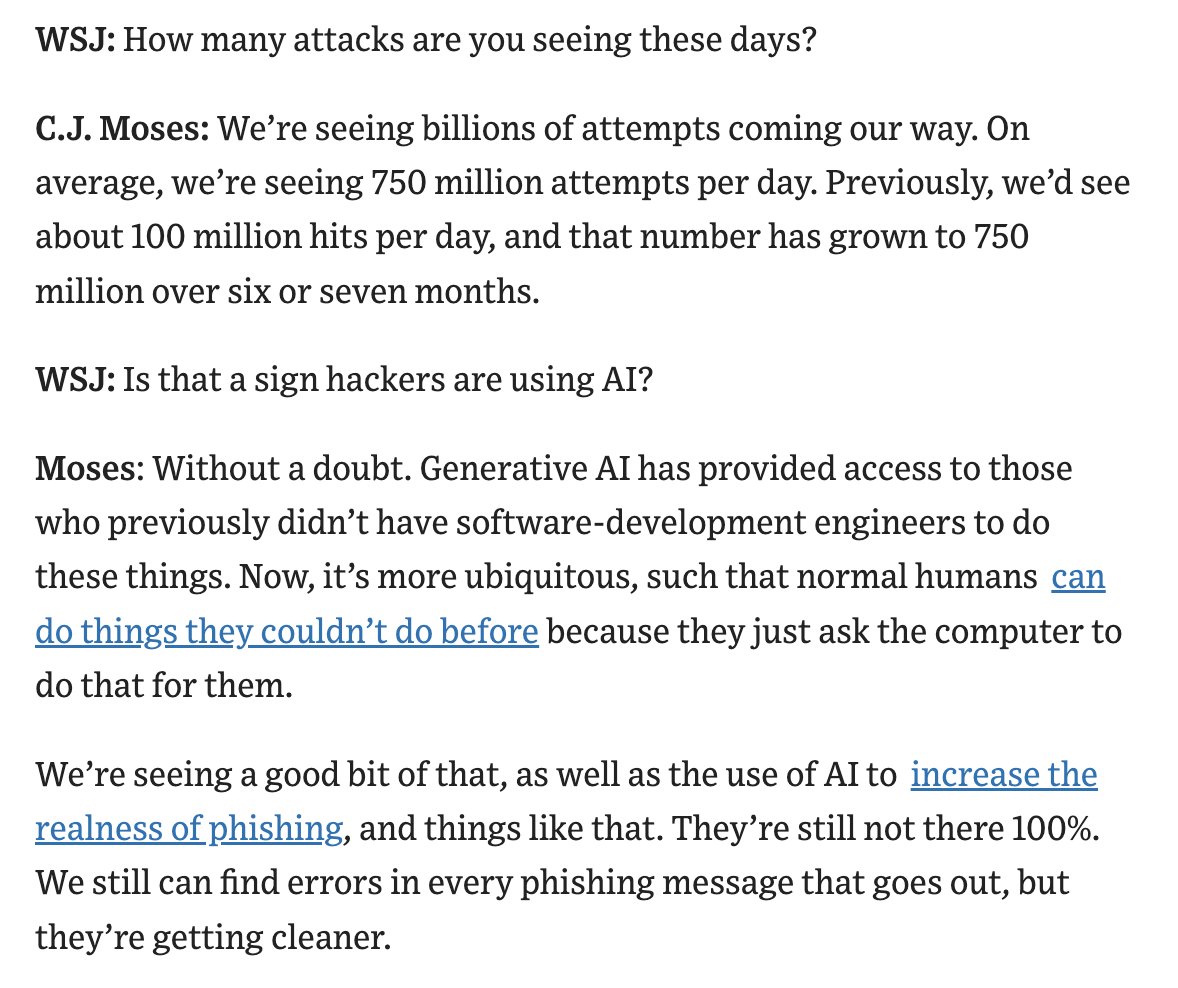 WSJ: How many attacks are you seeing these days?
C.J. Moses: We’re seeing billions of attempts coming our way. On
average, we’re seeing 750 million attempts per day. Previously, we’d see
about 100 million hits per day, and that number has grown to 750
million over six or seven months.
WSJ: Is that a sign hackers are using AI?
Moses: Without a doubt. Generative AI has provided access to those
who previously didn’t have software-development engineers to do
these things. Now, it’s more ubiquitous, such that normal humans can
do things they couldn’t do before because they just ask the computer to
do that for them.
We’re seeing a good bit of that, as well as the use of AI to increase the
realness of phishing, and things like that. They’re still not there 100%.
We still can find errors in every phishing message that goes out, but
they’re getting cleaner.